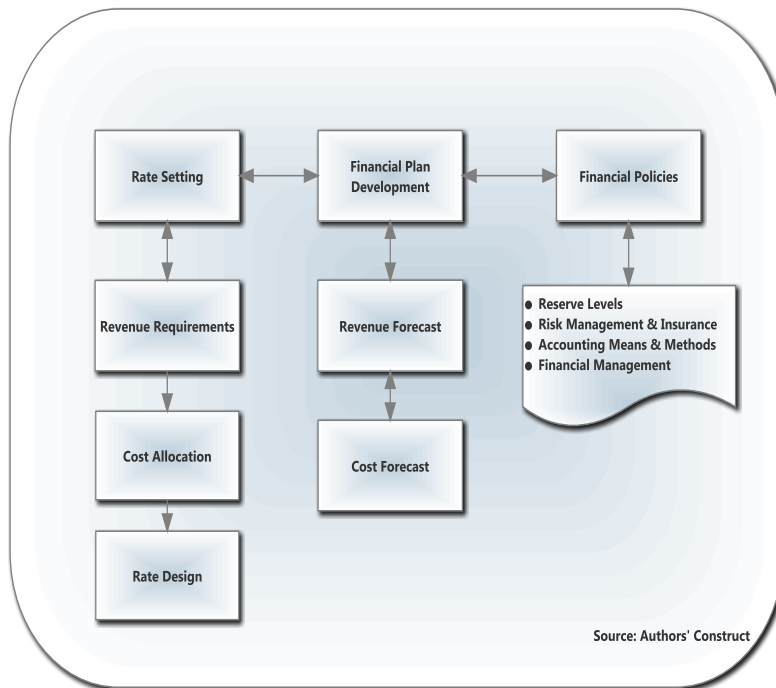 Rate Setting
Financial Plan
Development
Financial Policies
Revenue Requirements
Revenue Forecast
● Reserve Levels
● Risk Management & Insurance
● Accounting Means & Methods
● Financial Management
Cost Allocation
Cost Forecast
Rate Design
Source: Authors' Construct